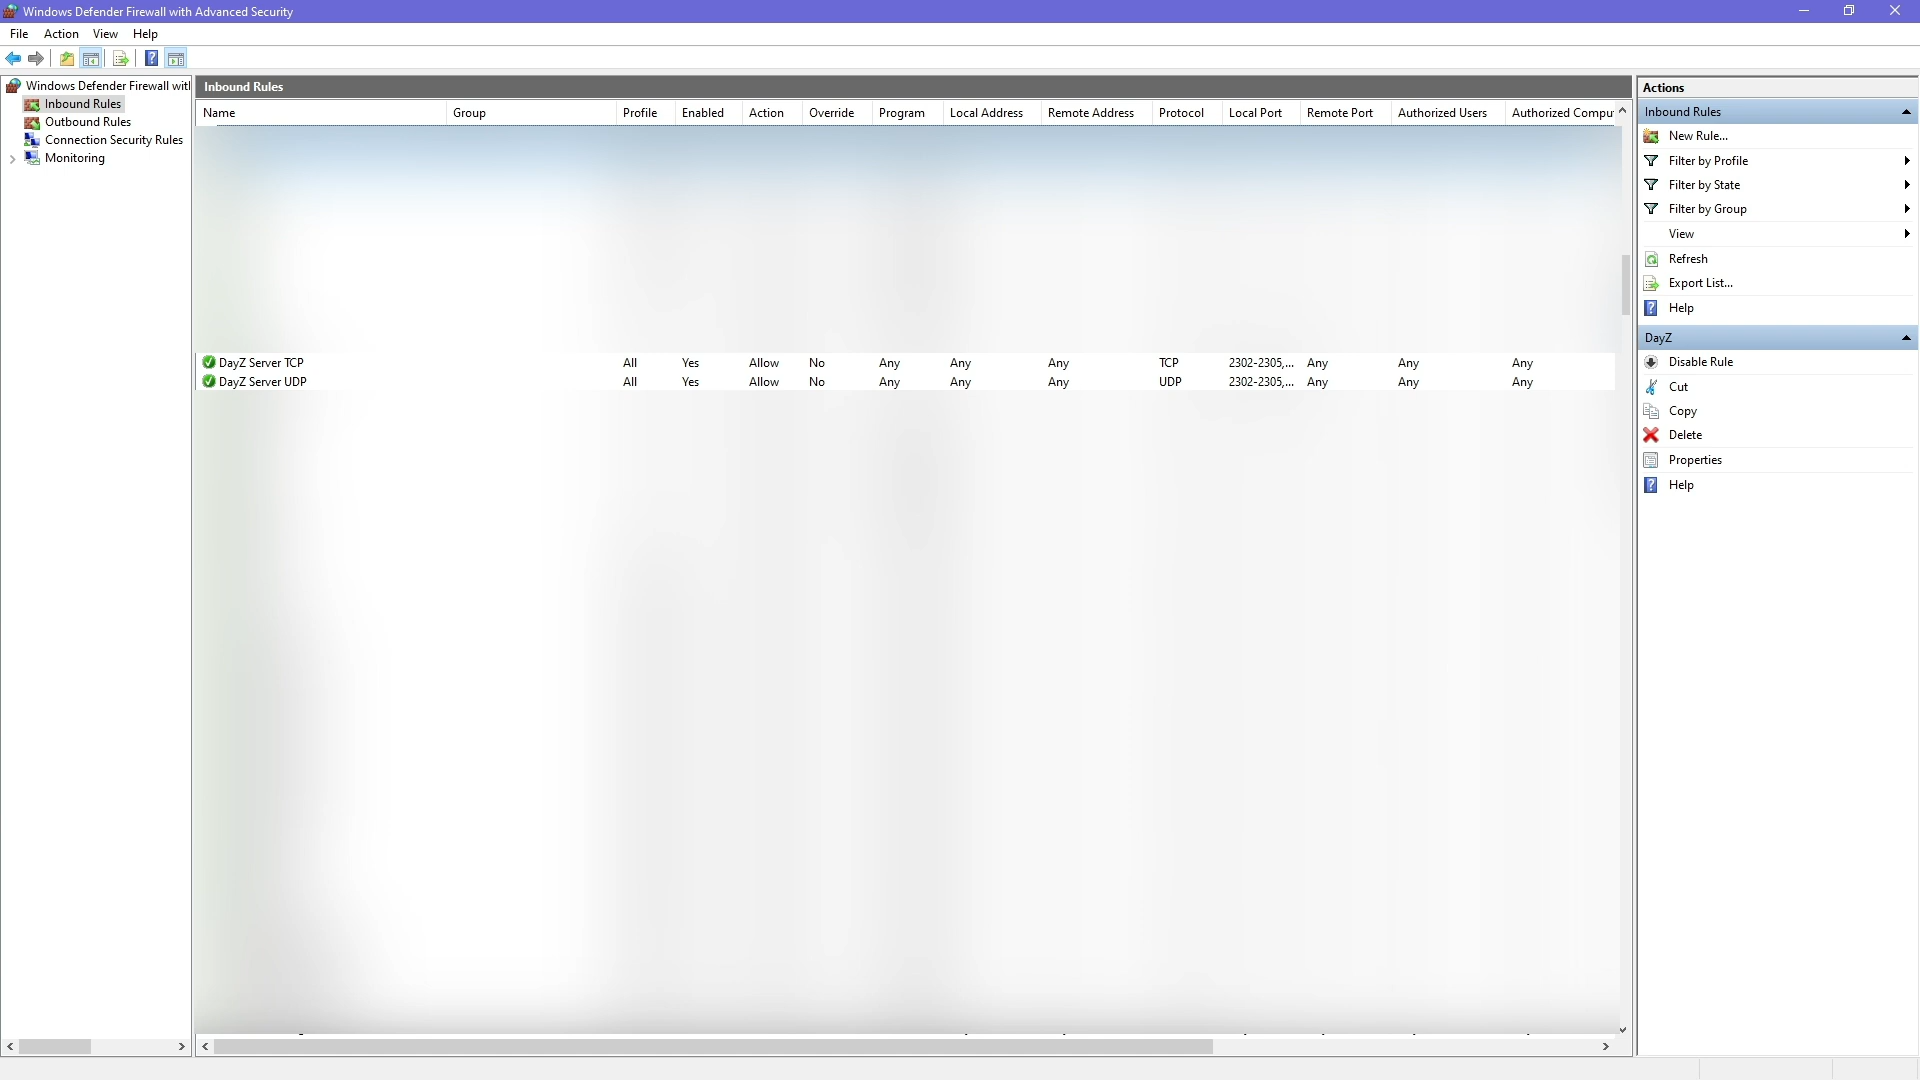 Windows Defender Firewall with Advanced Security
File Action View Help
Windows Defender Firewall with
Inbound Rules
Outbound Rules
Connection Security Rules
Monitoring
Inbound Rules
Name Group Profile Enabled Action Override Program Local Address Remote Address Protocol Local Port Remote Port Authorized Users Authorized Compu
DayZ Server TCP All Yes Allow No Any Any Any TCP 2302-2305,... Any Any Any
DayZ Server UDP All Yes Allow No Any Any Any UDP 2302-2305,... Any Any Any
Actions
Inbound Rules
New Rule...
Filter by Profile
Filter by State
Filter by Group
View
Refresh
Export List...
Help
DayZ
Disable Rule
Cut
Copy
Delete
Properties
Help